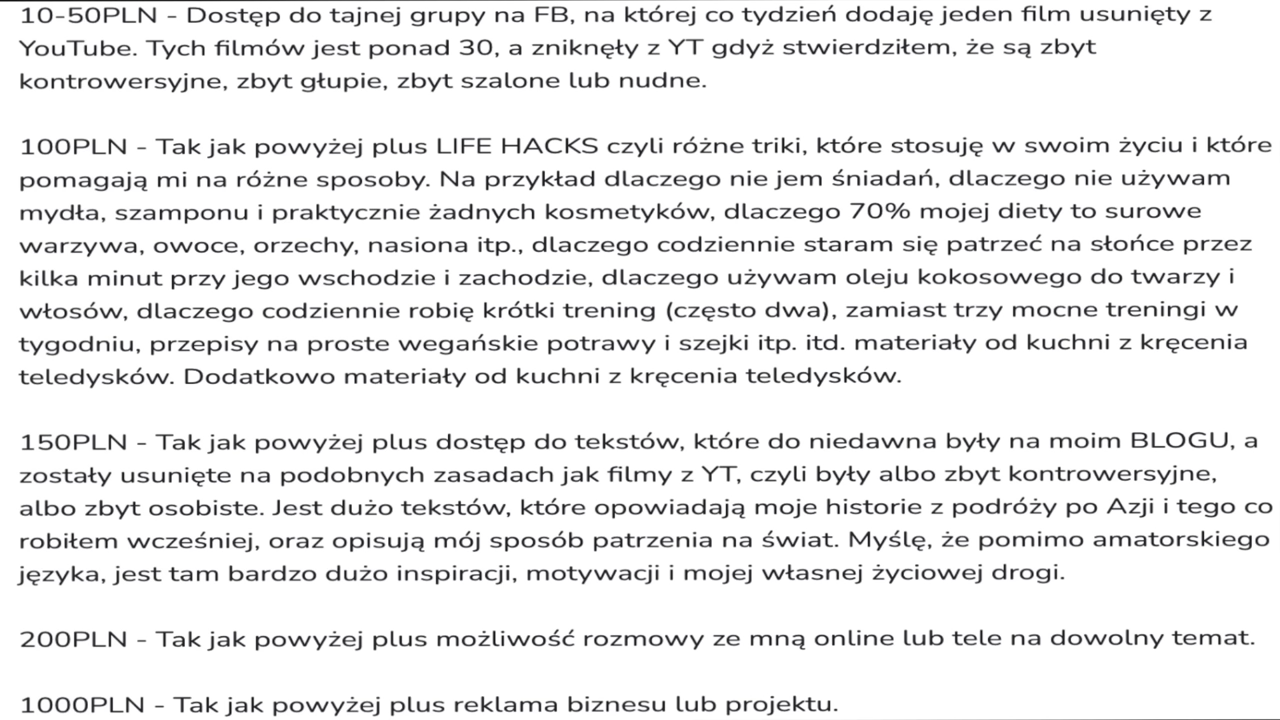 10-50PLN - Dostęp do tajnej grupy na FB, na której co tydzień dodaję jeden film usunięty z
YouTube. Tych filmów jest ponad 30, a zniknęły z YT gdyż stwierdziłem, że są zbyt
kontrowersyjne, zbyt głupie, zbyt szalone lub nudne.
100PLN - Tak jak powyżej plus LIFE HACKS czyli różne triki, które stosuję w swoim życiu i które
pomagają mi na różne sposoby. Na przykład dlaczego nie jem śniadań, dlaczego nie używam
mydła, szamponu i praktycznie żadnych kosmetyków, dlaczego 70% mojej diety to surowe
warzywa, owoce, orzechy, nasiona itp., dlaczego codziennie staram się patrzeć na słońce przez
kilka minut przy jego wschodzie i zachodzie, dlaczego używam oleju kokosowego do twarzy i
włosów, dlaczego codziennie robię krótki trening (często dwa), zamiast trzy mocne treningi w
tygodniu, przepisy na proste wegańskie potrawy i szejki itp. itd. materiały od kuchni z kręcenia
teledysków. Dodatkowo materiały od kuchni z kręcenia teledysków.
150PLN - Tak jak powyżej plus dostęp do tekstów, które do niedawna były na moim BLOGU, a
zostały usunięte na podobnych zasadach jak filmy z YT, czyli były albo zbyt kontrowersyjne,
albo zbyt osobiste. Jest dużo tekstów, które opowiadają moje historie z podróży po Azji i tego co
robiłem wcześniej, oraz opisują mój sposób patrzenia na świat. Myślę, że pomimo amatorskiego
języka, jest tam bardzo dużo inspiracji, motywacji i mojej własnej życiowej drogi.
200PLN - Tak jak powyżej plus możliwość rozmowy ze mną online lub tele na dowolny temat.
1000PLN - Tak jak powyżej plus reklama biznesu lub projektu.